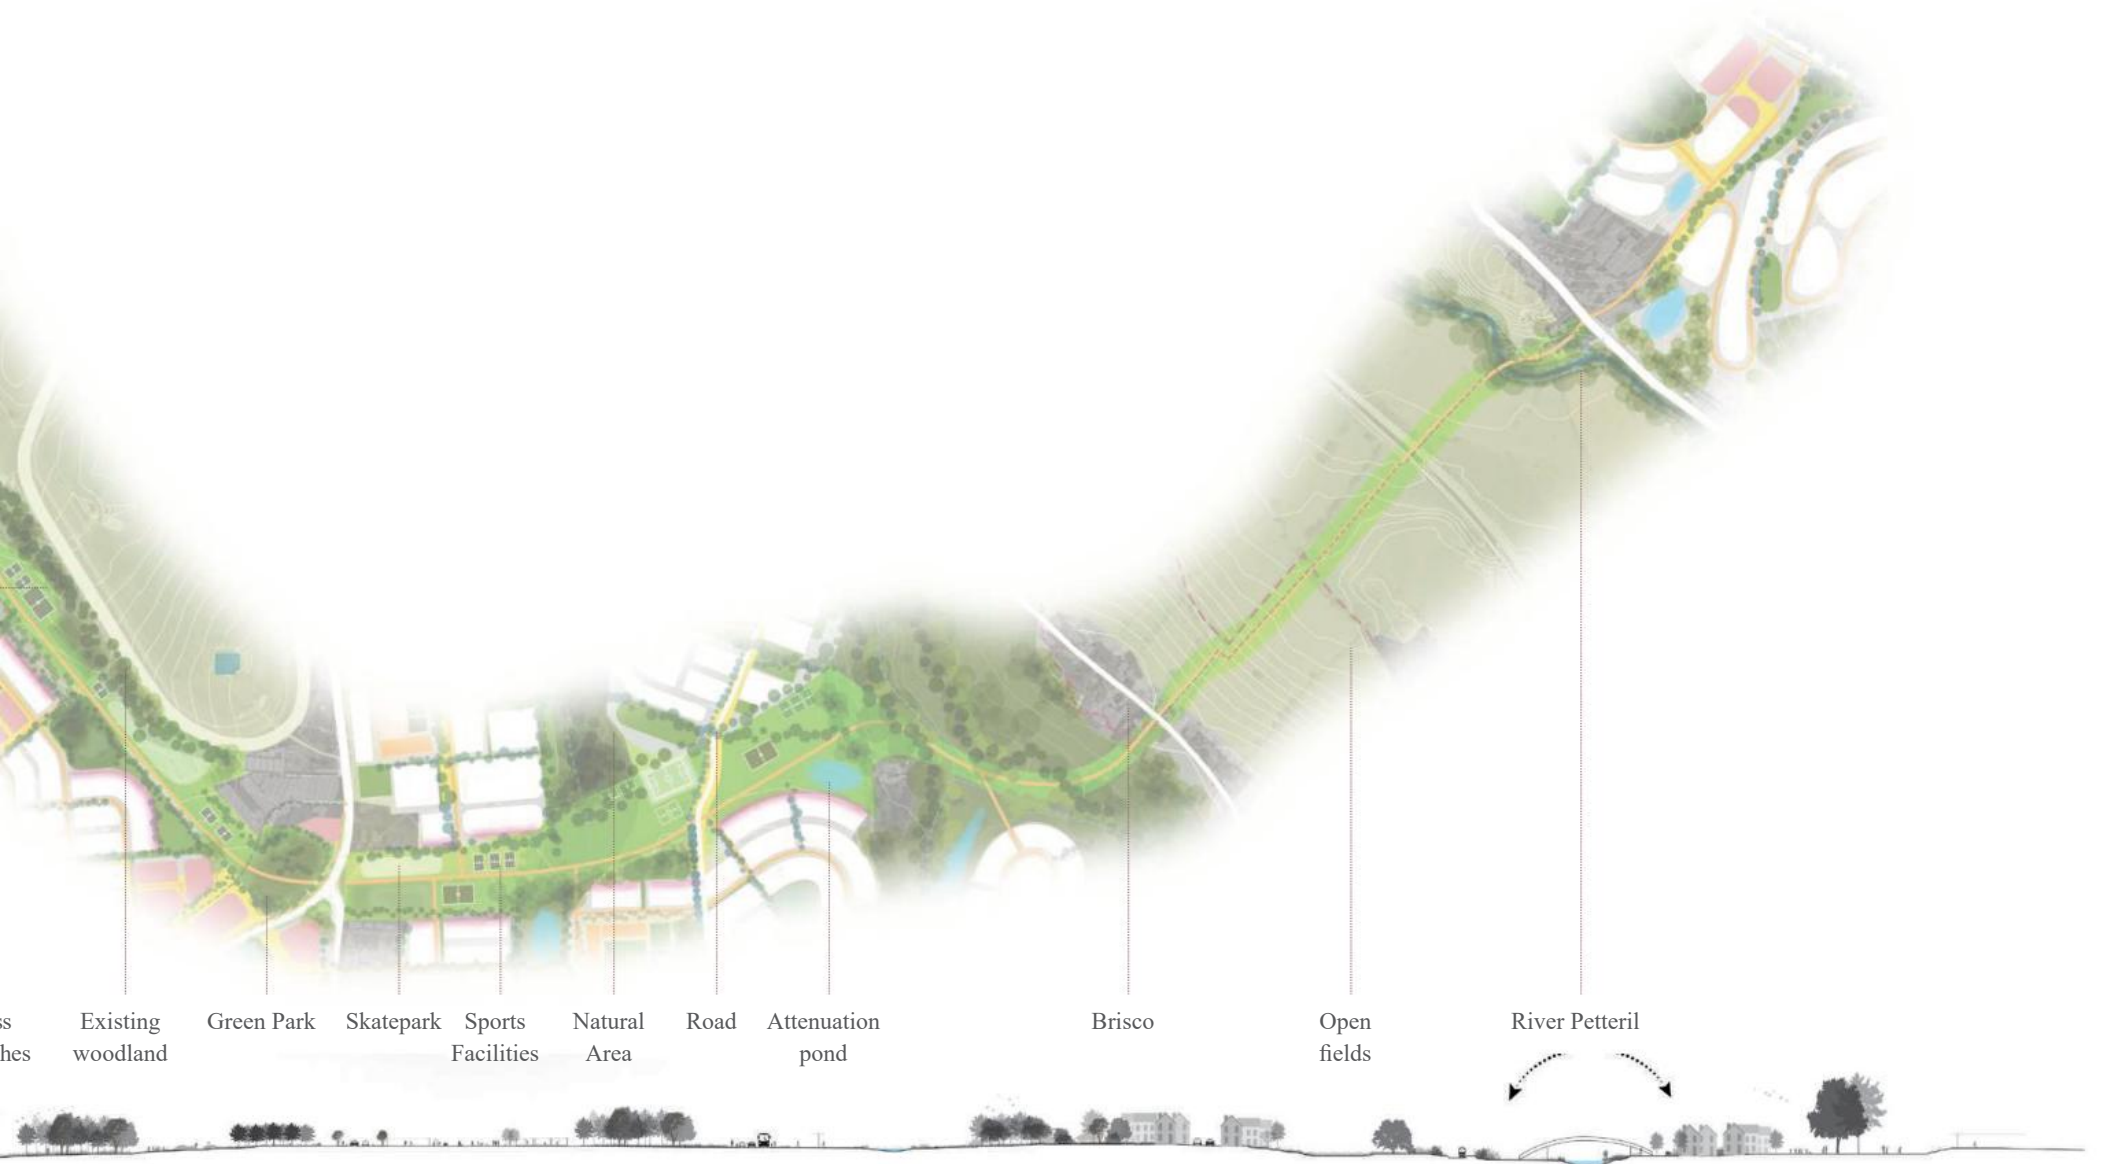 Existing
woodland
Green Park
Skatepark
Sports
Facilities
Natural
Area
Road
Attenuation
pond
Brisco
Open
fields
River Petteril